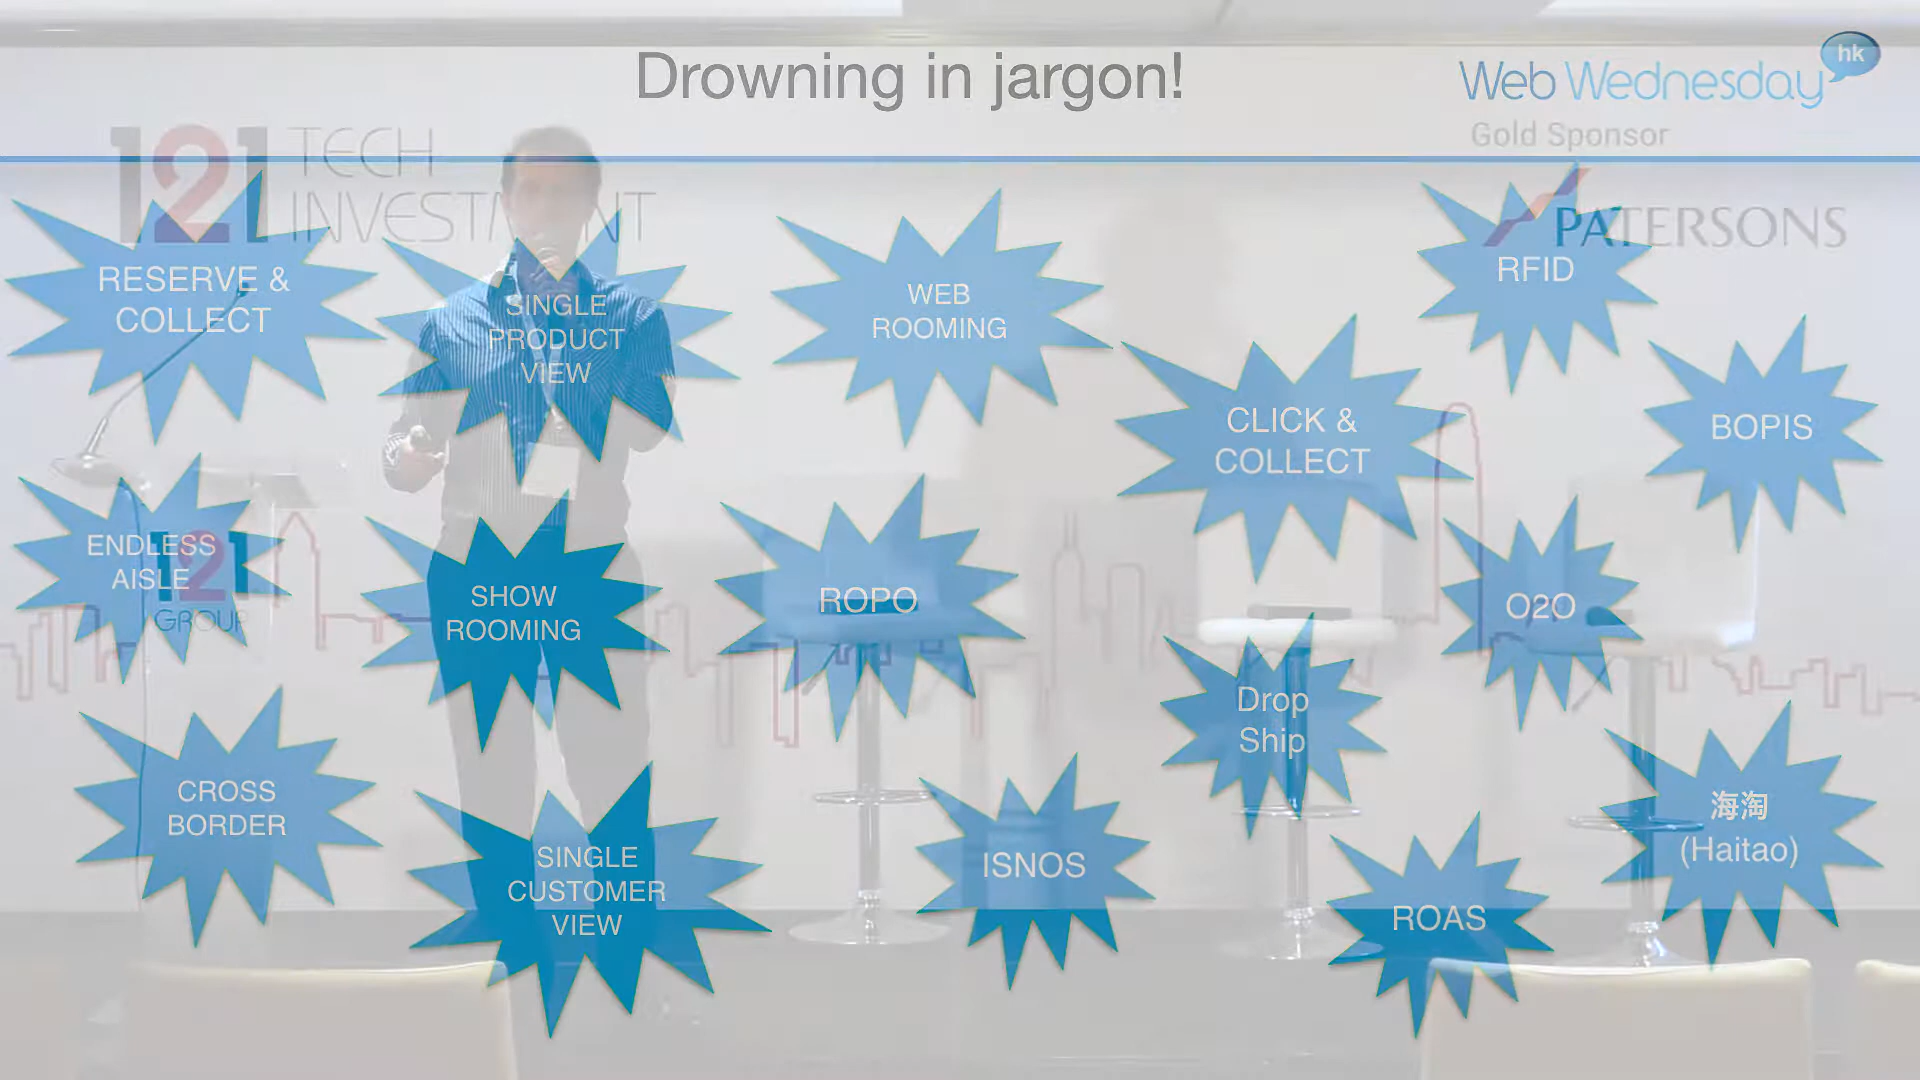 Drowning in jargon!
Web Wednesday
hk
Gold Sponsor
121 TECH
INVESTMENT
PATERSONS
RESERVE &
COLLECT
SINGLE
PRODUCT
VIEW
WEB
ROOMING
RFID
CLICK &
COLLECT
BOPIS
ENDLESS
AISLE
121
GROUP
SHOW
ROOMING
ROPO
O2O
Drop
Ship
CROSS
BORDER
SINGLE
CUSTOMER
VIEW
ISNOS
ROAS
海淘
(Haitao)